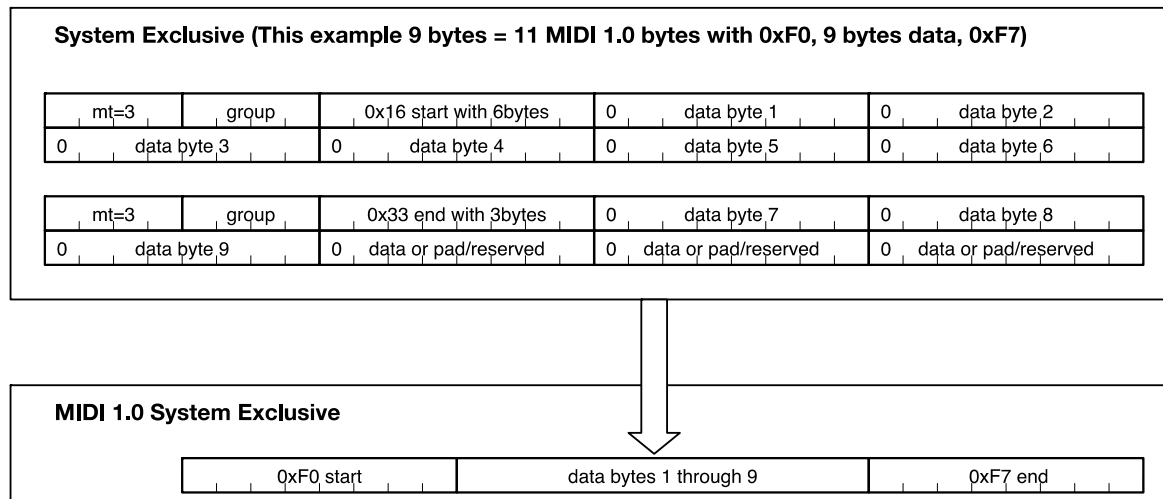 System Exclusive (This example 9 bytes = 11 MIDI 1.0 bytes with 0xF0, 9 bytes data, 0xF7)
mt=3 group 0x16 start with 6bytes 0 data byte 1 0 data byte 2
0 data byte 3 0 data byte 4 0 data byte 5 0 data byte 6
mt=3 group 0x33 end with 3bytes 0 data byte 7 0 data byte 8
0 data byte 9 0 data or pad/reserved 0 data or pad/reserved 0 data or pad/reserved
MIDI 1.0 System Exclusive
0xF0 start data bytes 1 through 9 0xF7 end